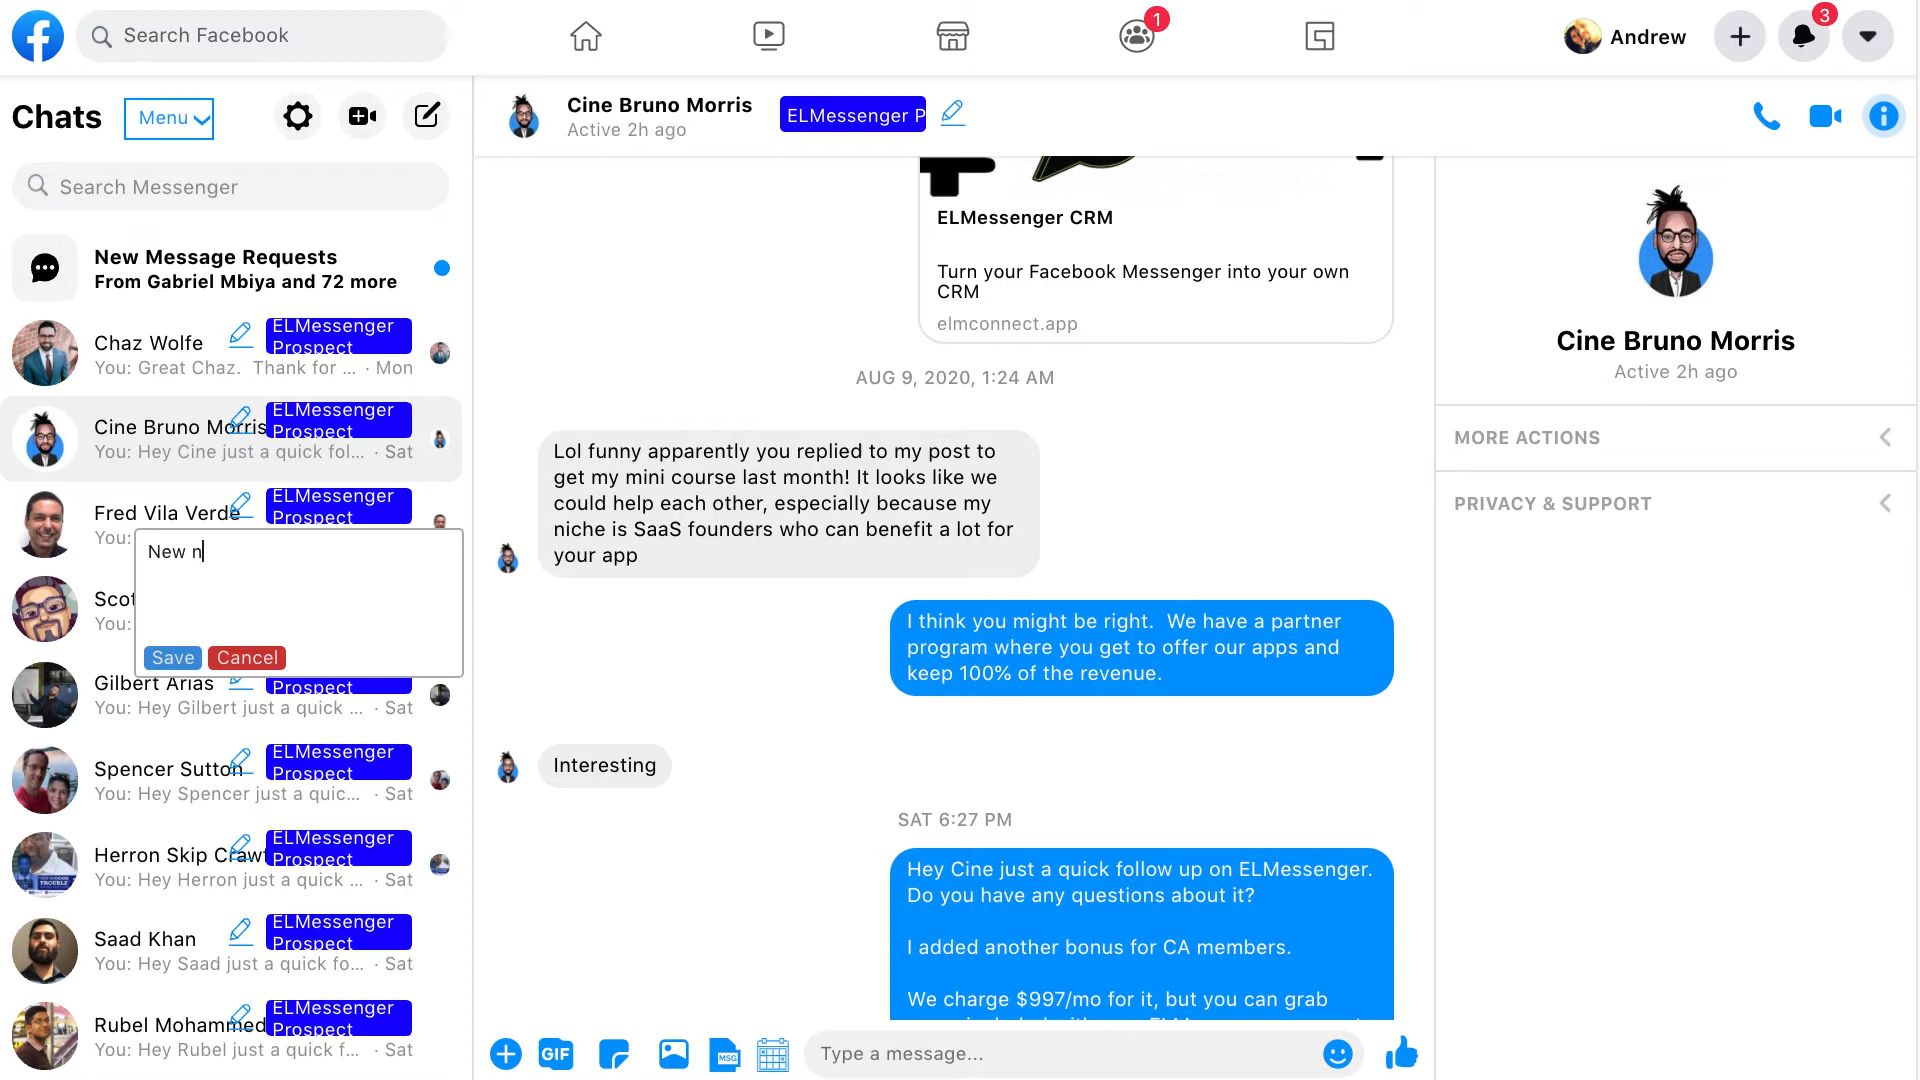 Search Facebook
1
Andrew
3
Chats
Menu
Search Messenger
New Message Requests
From Gabriel Mbiya and 72 more
Chaz Wolfe
ELMessenger
Prospect
You: Great Chaz. Thank for ... · Mon
Cine Bruno Morris
ELMessenger
Prospect
You: Hey Cine just a quick fol... · Sat
Fred Vila Verde
ELMessenger
Prospect
You:
New n
Scot
You:
Save
Cancel
Gilbert Arias
Prospect
You: Hey Gilbert just a quick ... · Sat
Spencer Sutton
ELMessenger
Prospect
You: Hey Spencer just a quic... · Sat
Herron Skip Crawf
ELMessenger
Prospect
You: Hey Herron just a quick ... · Sat
Saad Khan
ELMessenger
Prospect
You: Hey Saad just a quick fo... · Sat
Rubel Mohammed
ELMessenger
Prospect
You: Hey Rubel just a quick f... · Sat
Cine Bruno Morris
Active 2h ago
ELMessenger P
ELMessenger CRM
Turn your Facebook Messenger into your own
CRM
elmconnect.app
AUG 9, 2020, 1:24 AM
Lol funny apparently you replied to my post to
get my mini course last month! It looks like we
could help each other, especially because my
niche is SaaS founders who can benefit a lot for
your app
I think you might be right. We have a partner
program where you get to offer our apps and
keep 100% of the revenue.
Interesting
SAT 6:27 PM
Hey Cine just a quick follow up on ELMessenger.
Do you have any questions about it?
I added another bonus for CA members.
We charge $997/mo for it, but you can grab
GIF
MSG
Type a message...
Cine Bruno Morris
Active 2h ago
MORE ACTIONS
PRIVACY & SUPPORT